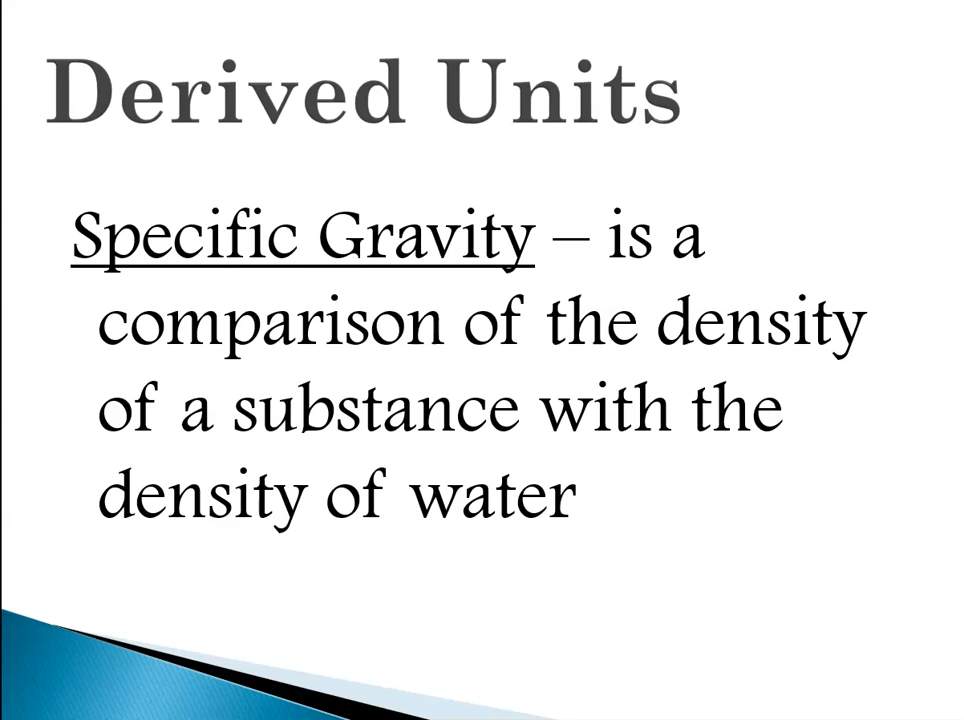 Derived Units
Specific Gravity – is a
comparison of the density
of a substance with the
density of water